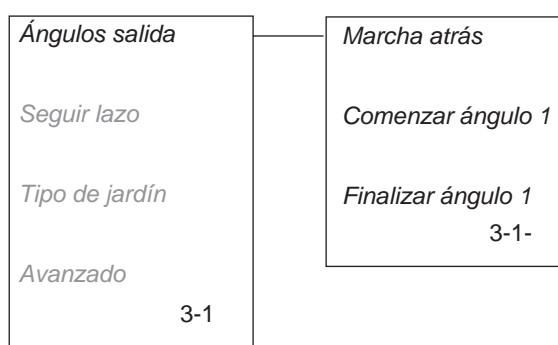 Ángulos salida
Seguir lazo
Tipo de jardín
Avanzado
3-1
Marcha atrás
Comenzar ángulo 1
Finalizar ángulo 1
3-1-